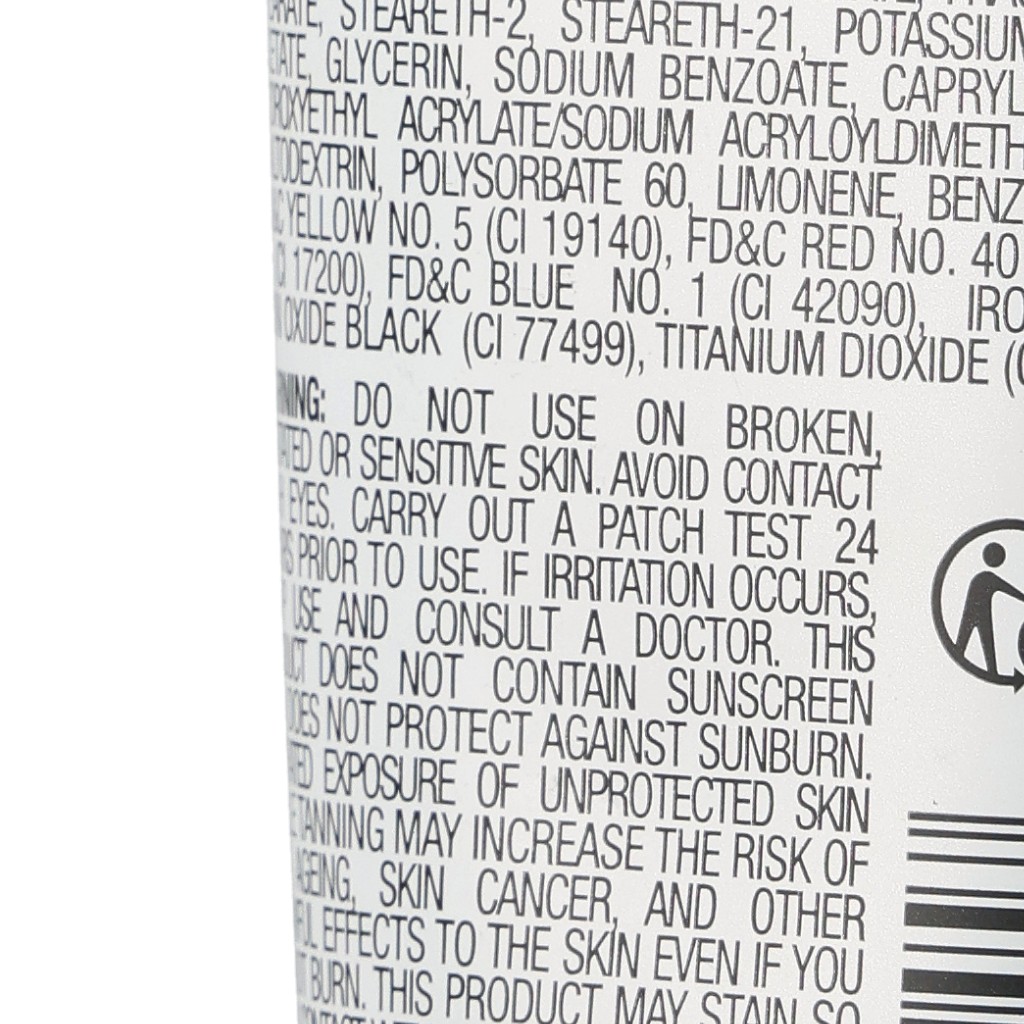 STEARETH-2, STEARETH-21,
GLYCERIN, SODIUM BENZOATE,
ACRYLATE/SODIUM
POLYSORBATE 60, LIMONENE,
YELLOW NO. 5 (CI 19140), FD&C RED NO. 40
17200), FD&C BLUE NO. 1 (CI 42090),
OXIDE BLACK (CI 77499), TITANIUM DIOXIDE
DO NOT USE ON BROKEN,
OR SENSITIVE SKIN. AVOID CONTACT
EYES. CARRY OUT A PATCH TEST 24
PRIOR TO USE. IF IRRITATION OCCURS,
USE AND CONSULT A DOCTOR. THIS
DOES NOT CONTAIN SUNSCREEN
NOT PROTECT AGAINST SUNBURN.
EXPOSURE OF UNPROTECTED SKIN
TANNING MAY INCREASE THE RISK OF
AGEING, SKIN CANCER, AND OTHER
EFFECTS TO THE SKIN EVEN IF YOU
BURN. THIS PRODUCT MAY STAIN SO